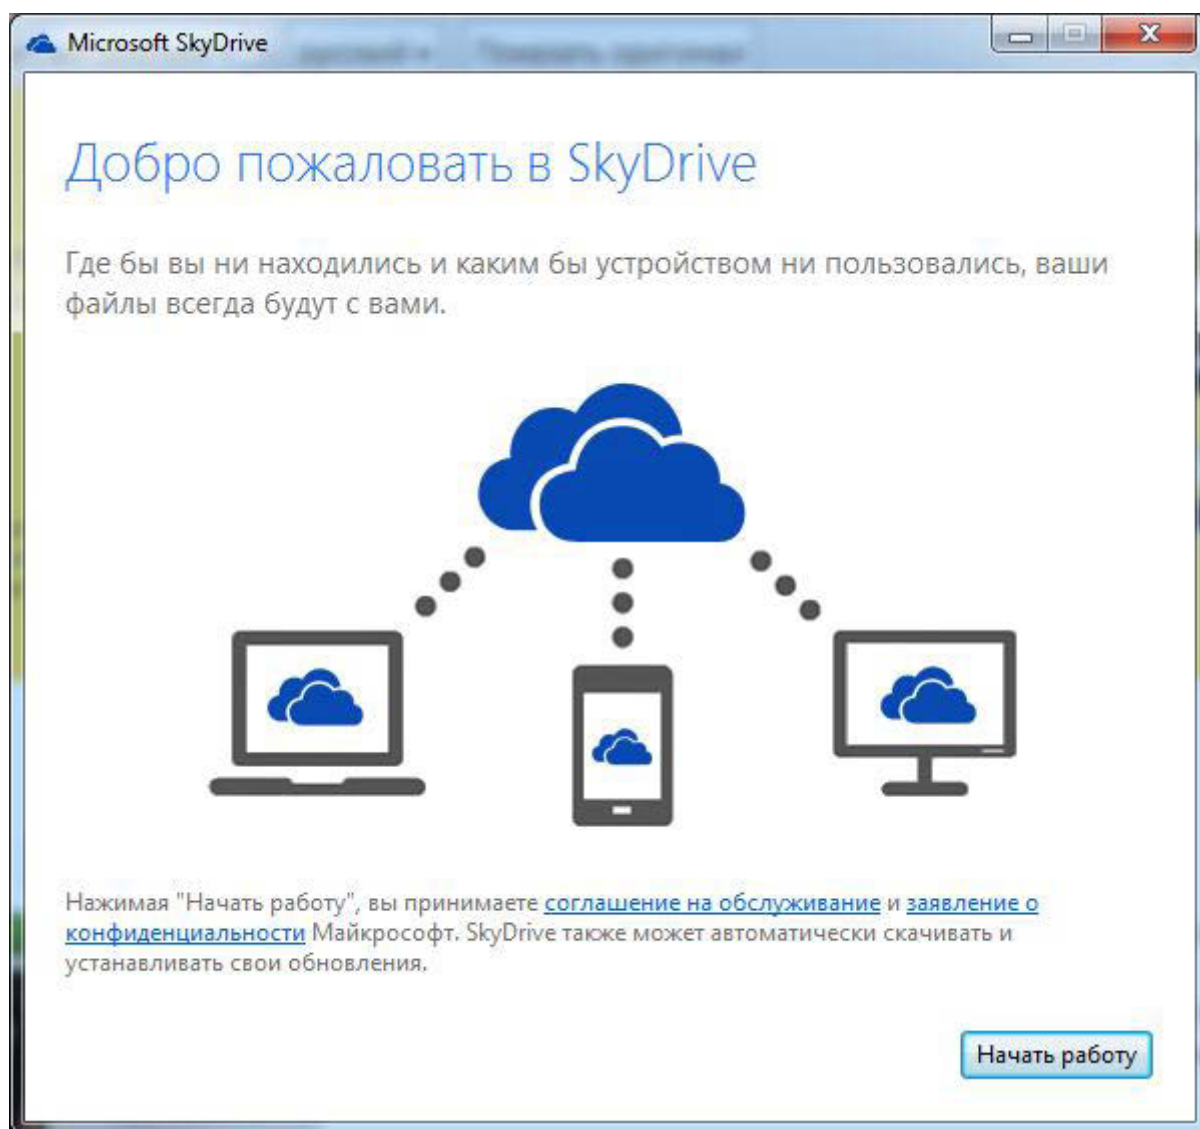 Microsoft SkyDrive
Добро пожаловать в SkyDrive
Где бы вы ни находились и каким бы устройством ни пользовались, ваши
файлы всегда будут с вами.
Нажимая "Начать работу", вы принимаете соглашение на обслуживание и заявление о
конфиденциальности Майкрософт. SkyDrive также может автоматически скачивать и
устанавливать свои обновления.
Начать работу